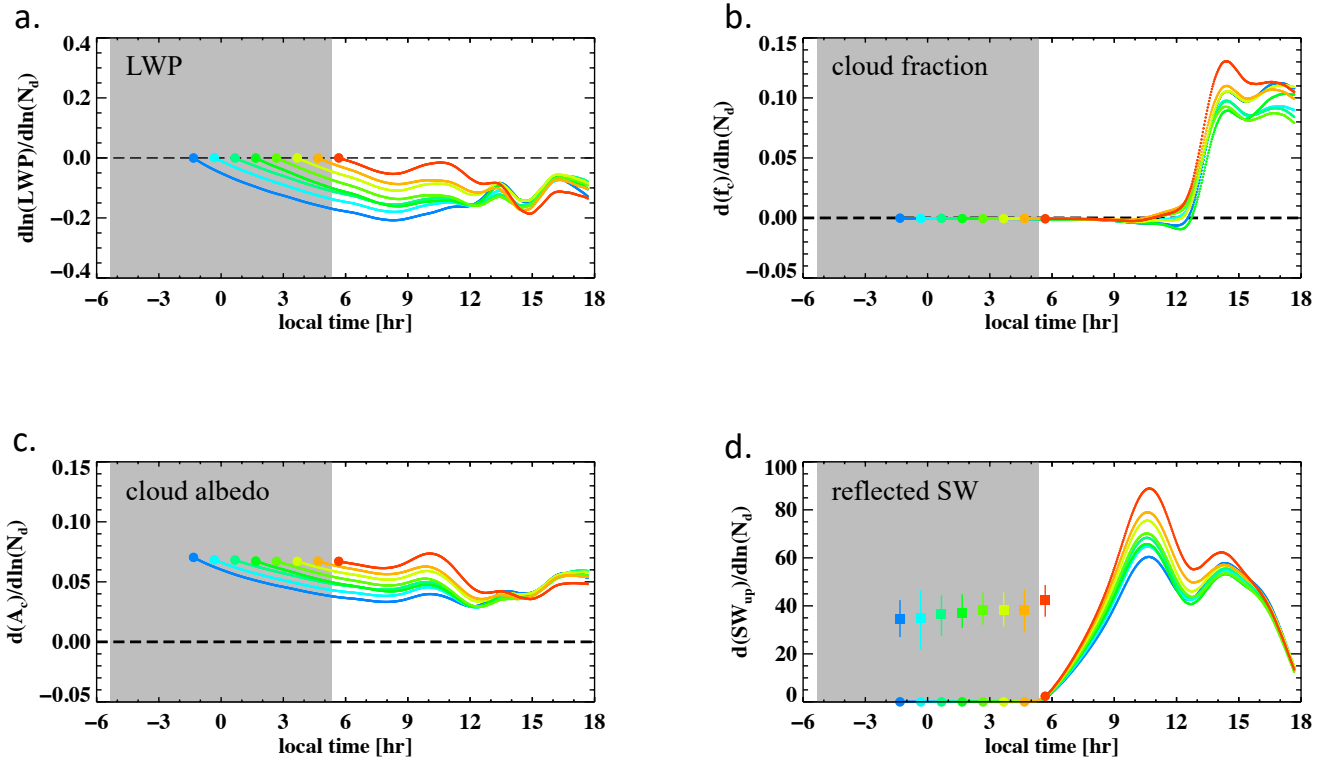 a.
LWP
dln(LWP)/dln(N_d)
0.4
0.2
0.0
−0.2
−0.4
−6 −3 0 3 6 9 12 15 18
local time [hr]
b.
cloud fraction
d(f_c)/dln(N_d)
0.15
0.10
0.05
0.00
−0.05
−6 −3 0 3 6 9 12 15 18
local time [hr]
c.
cloud albedo
d(A_c)/dln(N_d)
0.15
0.10
0.05
0.00
−0.05
−6 −3 0 3 6 9 12 15 18
local time [hr]
d.
reflected SW
d(SW_up)/dln(N_d)
100
80
60
40
20
0
−6 −3 0 3 6 9 12 15 18
local time [hr]